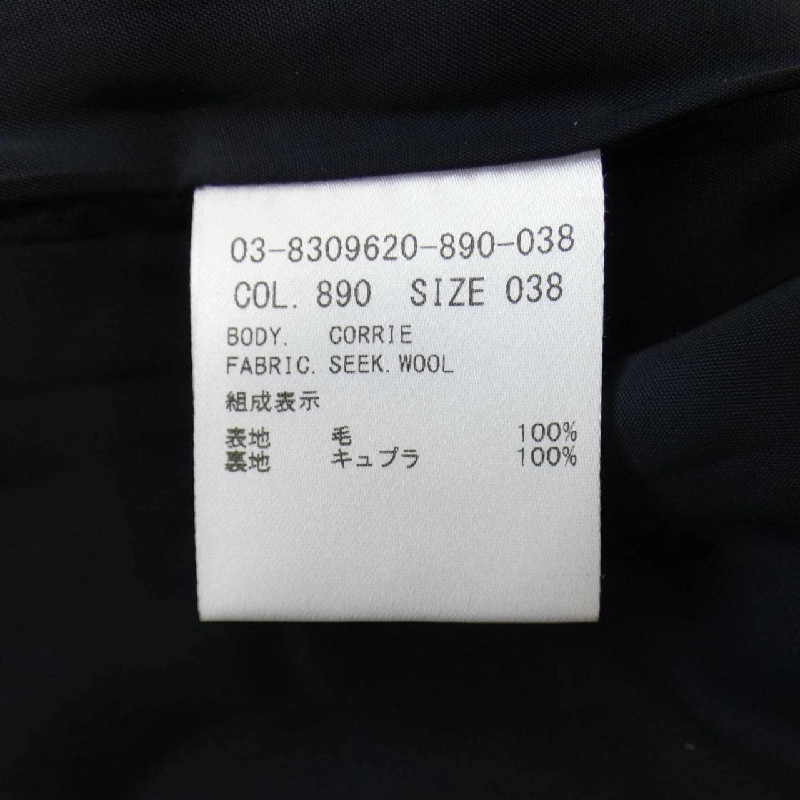 03-8309620-890-038
COL. 890 SIZE 038
BODY. CORRIE
FABRIC. SEEK.WOOL
組成表示
表地 毛 100%
裏地 キュプラ 100%